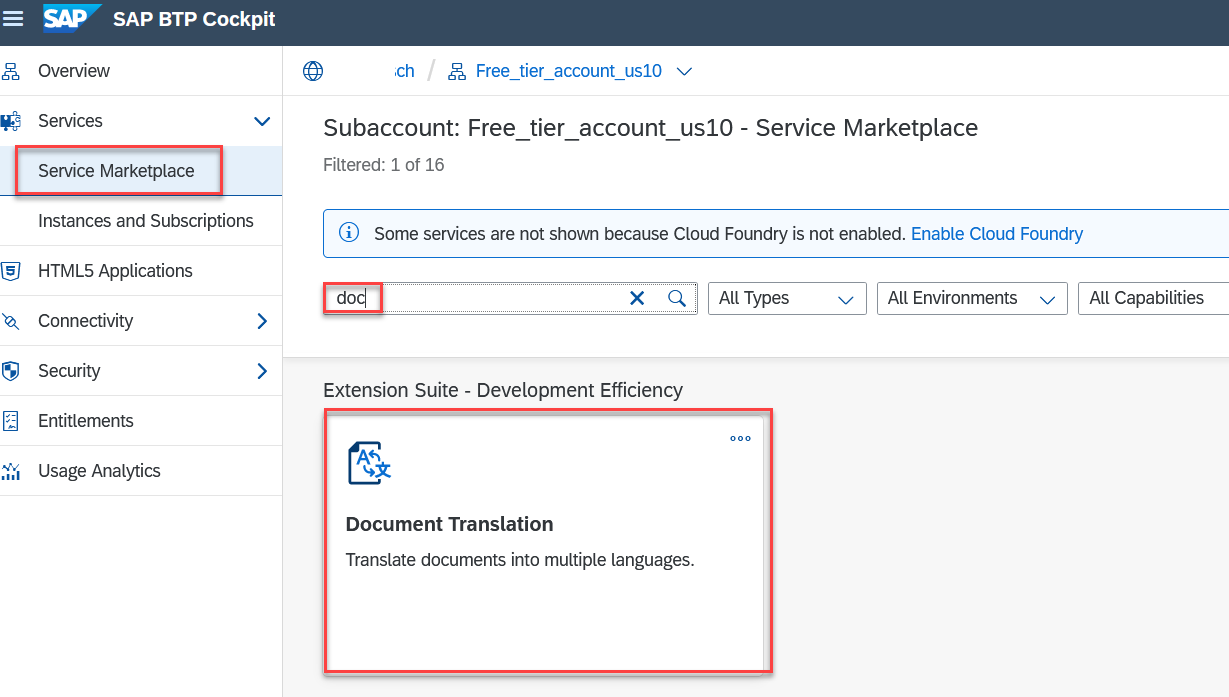 SAP SAP BTP Cockpit
Overview
Services
Service Marketplace
Instances and Subscriptions
HTML5 Applications
Connectivity
Security
Entitlements
Usage Analytics
Free_tier_account_us10
Subaccount: Free_tier_account_us10 - Service Marketplace
Filtered: 1 of 16
Some services are not shown because Cloud Foundry is not enabled. Enable Cloud Foundry
doc
All Types
All Environments
All Capabilities
Extension Suite - Development Efficiency
Document Translation
Translate documents into multiple languages.